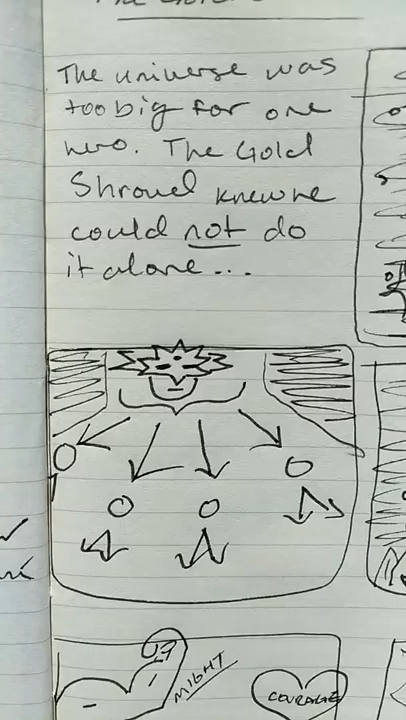 The universe was
too big for one
hero. The Gold
Shroud knew he
could not do
it alone...
MIGHT
COURAGE